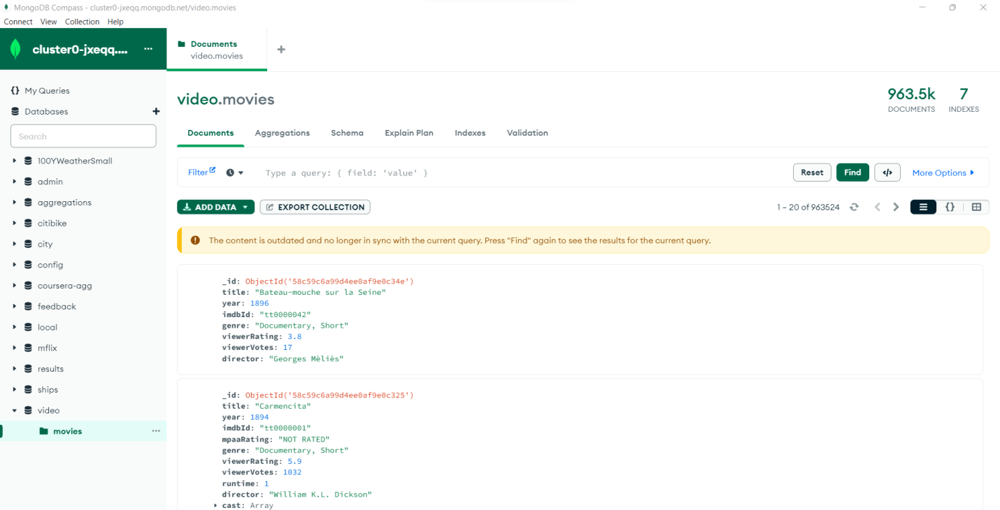 MongoDB Compass - cluster0-jxeqq.mongodb.net/video.movies
Connect View Collection Help
cluster0-jxeqq....
Documents
video.movies
My Queries
Databases
Search
100YWeatherSmall
admin
aggregations
citibike
city
config
coursera-agg
feedback
local
mflix
results
ships
video
movies
video.movies
963.5k
DOCUMENTS
7
INDEXES
Documents Aggregations Schema Explain Plan Indexes Validation
Filter Type a query: { field: 'value' } Reset Find </> More Options
ADD DATA EXPORT COLLECTION 1 – 20 of 963524 {}
The content is outdated and no longer in sync with the current query. Press "Find" again to see the results for the current query.
_id: ObjectId('58c59c6a99d4ee0af9e0c34e')
title: "Bateau-mouche sur la Seine"
year: 1896
imdbId: "tt0000042"
genre: "Documentary, Short"
viewerRating: 3.8
viewerVotes: 17
director: "Georges Mèliès"
_id: ObjectId('58c59c6a99d4ee0af9e0c325')
title: "Carmencita"
year: 1894
imdbId: "tt0000001"
mpaaRating: "NOT RATED"
genre: "Documentary, Short"
viewerRating: 5.9
viewerVotes: 1032
runtime: 1
director: "William K.L. Dickson"
cast: Array